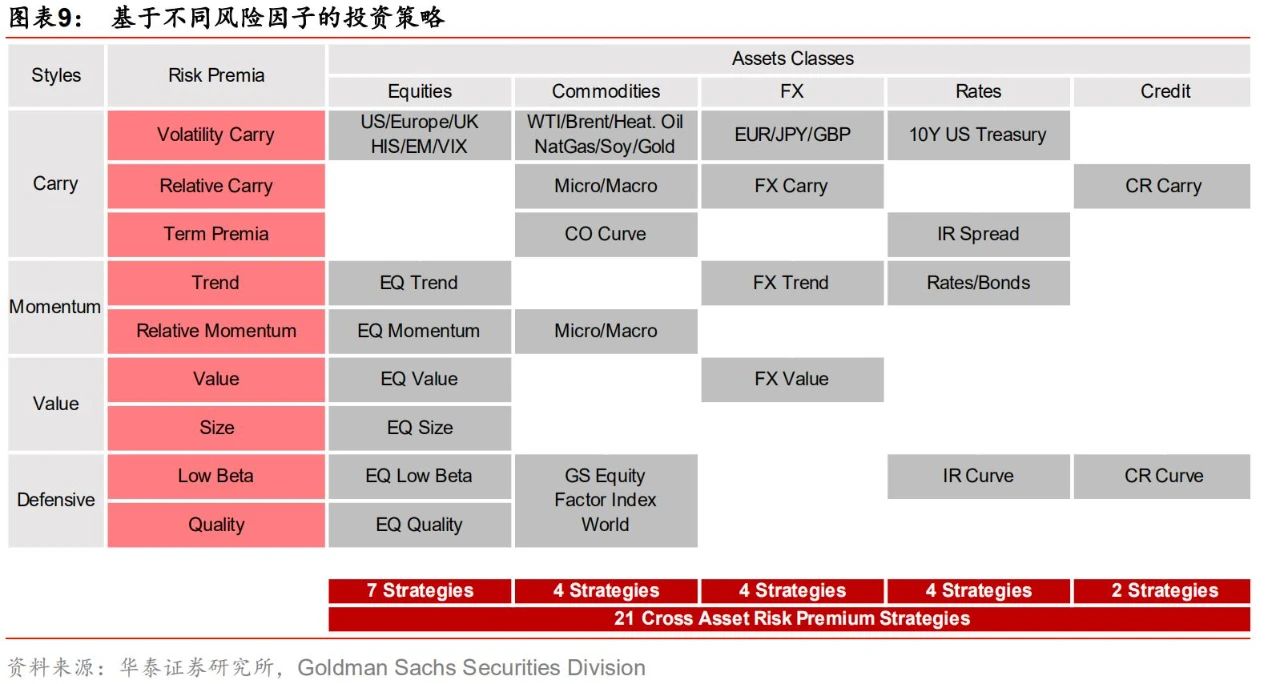 图表9： 基于不同风险因子的投资策略
Styles Risk Premia Assets Classes
Equities Commodities FX Rates Credit
Carry
Volatility Carry
US/Europe/UK
HIS/EM/VIX
WTI/Brent/Heat. Oil
NatGas/Soy/Gold
EUR/JPY/GBP
10Y US Treasury
Relative Carry Micro/Macro FX Carry CR Carry
Term Premia CO Curve IR Spread
Momentum
Trend EQ Trend FX Trend Rates/Bonds
Relative Momentum EQ Momentum Micro/Macro
Value
Value EQ Value FX Value
Size EQ Size
Defensive
Low Beta EQ Low Beta
GS Equity
Factor Index
World
IR Curve CR Curve
Quality EQ Quality
7 Strategies 4 Strategies 4 Strategies 4 Strategies 2 Strategies
21 Cross Asset Risk Premium Strategies
资料来源：华泰证券研究所，Goldman Sachs Securities Division